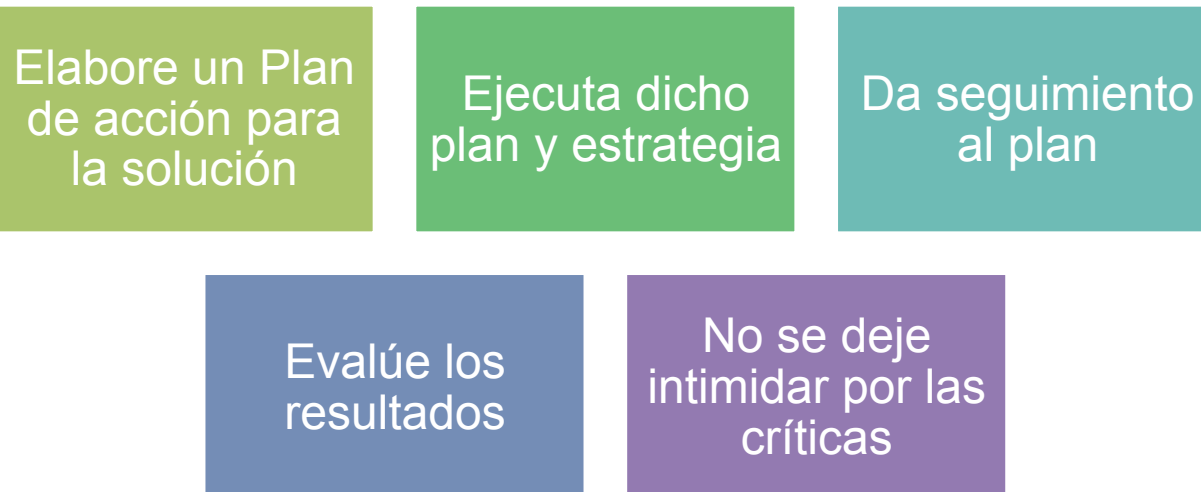 Elabore un Plan
de acción para
la solución
Ejecuta dicho
plan y estrategia
Da seguimiento
al plan
Evalúe los
resultados
No se deje
intimidar por las
críticas